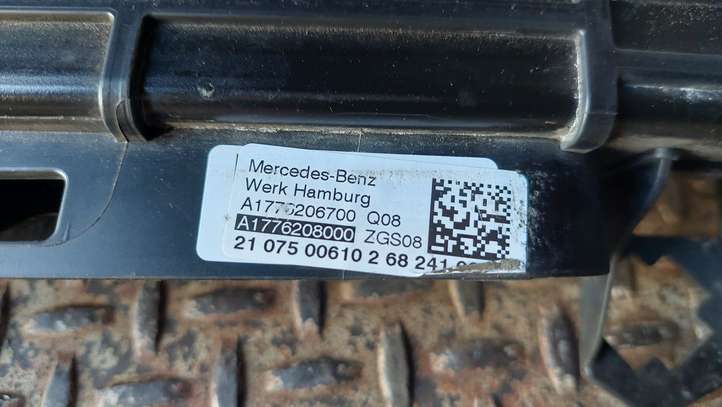 Mercedes-Benz
Werk Hamburg
A1776206700 Q08
A1776208000 ZGS08
21 075 00610 2 68 241